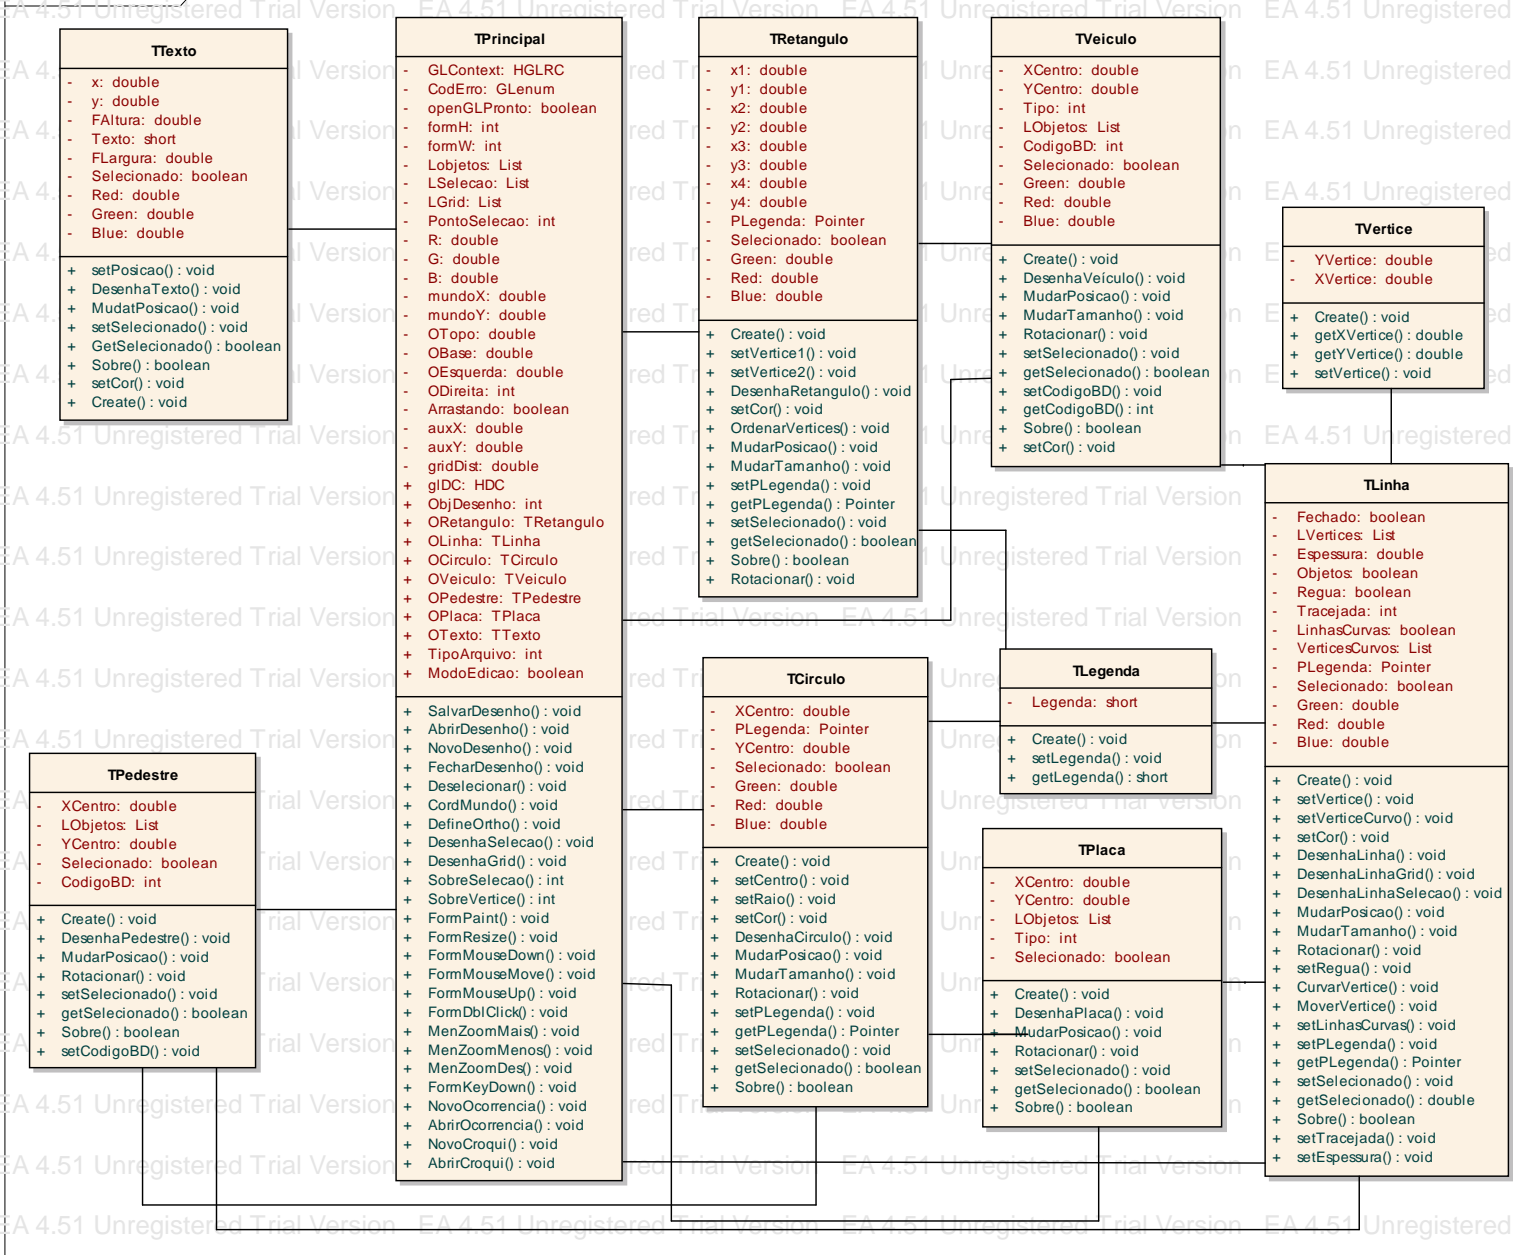 TTexto
- x: double
- y: double
- FAltura: double
- Texto: short
- FLargura: double
- Selecionado: boolean
- Red: double
- Green: double
- Blue: double
+ setPosicao() : void
+ DesenhaTexto() : void
+ MudatPosicao() : void
+ setSelecionado() : void
+ GetSelecionado() : boolean
+ Sobre() : boolean
+ setCor() : void
+ Create() : void
TPrincipal
- GLContext: HGLRC
- CodErro: GLenum
- openGLPronto: boolean
- formH: int
- formW: int
- Lobjetos: List
- LSelecao: List
- LGrid: List
- PontoSelecao: int
- R: double
- G: double
- B: double
- mundoX: double
- mundoY: double
- OTopo: double
- OBase: double
- OEsquerda: double
- ODireita: int
- Arrastando: boolean
- auxX: double
- auxY: double
- gridDist: double
+ glDC: HDC
+ ObjDesenho: int
+ ORetangulo: TRetangulo
+ OLinha: TLinha
+ OCirculo: TCirculo
+ OVeiculo: TVeiculo
+ OPedestre: TPedestre
+ OPlaca: TPlaca
+ OTexto: TTexto
+ TipoArquivo: int
+ ModoEdicao: boolean
+ SalvarDesenho() : void
+ AbrirDesenho() : void
+ NovoDesenho() : void
+ FecharDesenho() : void
+ Deselecionar() : void
+ CordMundo() : void
+ DefineOrtho() : void
+ DesenhaSelecao() : void
+ DesenhaGrid() : void
+ SobreSelecao() : int
+ SobreVertice() : int
+ FormPaint() : void
+ FormResize() : void
+ FormMouseDown() : void
+ FormMouseMove() : void
+ FormMouseUp() : void
+ FormDblClick() : void
+ MenZoomMais() : void
+ MenZoomMenos() : void
+ MenZoomDes() : void
+ FormKeyDown() : void
+ NovoOcorrencia() : void
+ AbrirOcorrencia() : void
+ NovoCroqui() : void
+ AbrirCroqui() : void
TRetangulo
- x1: double
- y1: double
- x2: double
- y2: double
- x3: double
- y3: double
- x4: double
- y4: double
- PLegenda: Pointer
- Selecionado: boolean
- Green: double
- Red: double
- Blue: double
+ Create() : void
+ setVertice1() : void
+ setVertice2() : void
+ DesenhaRetangulo() : void
+ setCor() : void
+ OrdenarVertices() : void
+ MudarPosicao() : void
+ MudarTamanho() : void
+ setPLegenda() : void
+ getPLegenda() : Pointer
+ setSelecionado() : void
+ getSelecionado() : boolean
+ Sobre() : boolean
+ Rotacionar() : void
TVeiculo
- XCentro: double
- YCentro: double
- Tipo: int
- LObjetos: List
- CodigoBD: int
- Selecionado: boolean
- Green: double
- Red: double
- Blue: double
+ Create() : void
+ DesenhaVeículo() : void
+ MudarPosicao() : void
+ MudarTamanho() : void
+ Rotacionar() : void
+ setSelecionado() : void
+ getSelecionado() : boolean
+ setCodigoBD() : void
+ getCodigoBD() : int
+ Sobre() : boolean
+ setCor() : void
TVertice
- YVertice: double
- XVertice: double
+ Create() : void
+ getXVertice() : double
+ getYVertice() : double
+ setVertice() : void
TLinha
- Fechado: boolean
- LVertices: List
- Espessura: double
- Objetos: boolean
- Regua: boolean
- Tracejada: int
- LinhasCurvas: boolean
- VerticesCurvos: List
- PLegenda: Pointer
- Selecionado: boolean
- Green: double
- Red: double
- Blue: double
+ Create() : void
+ setVertice() : void
+ setVerticeCurvo() : void
+ setCor() : void
+ DesenhaLinha() : void
+ DesenhaLinhaGrid() : void
+ DesenhaLinhaSelecao() : void
+ MudarPosicao() : void
+ MudarTamanho() : void
+ Rotacionar() : void
+ setRegua() : void
+ CurvarVertice() : void
+ MoverVertice() : void
+ setLinhasCurvas() : void
+ setPLegenda() : void
+ getPLegenda() : Pointer
+ setSelecionado() : void
+ getSelecionado() : double
+ Sobre() : boolean
+ setTracejada() : void
+ setEspessura() : void
TLegenda
- Legenda: short
+ Create() : void
+ setLegenda() : void
+ getLegenda() : short
TCirculo
- XCentro: double
- PLegenda: Pointer
- YCentro: double
- Selecionado: boolean
- Green: double
- Red: double
- Blue: double
+ Create() : void
+ setCentro() : void
+ setRaio() : void
+ setCor() : void
+ DesenhaCirculo() : void
+ MudarPosicao() : void
+ MudarTamanho() : void
+ Rotacionar() : void
+ setPLegenda() : void
+ getPLegenda() : Pointer
+ setSelecionado() : void
+ getSelecionado() : boolean
+ Sobre() : boolean
TPlaca
- XCentro: double
- YCentro: double
- LObjetos: List
- Tipo: int
- Selecionado: boolean
+ Create() : void
+ DesenhaPlaca() : void
+ MudarPosicao() : void
+ Rotacionar() : void
+ setSelecionado() : void
+ getSelecionado() : boolean
+ Sobre() : boolean
TPedestre
- XCentro: double
- LObjetos: List
- YCentro: double
- Selecionado: boolean
- CodigoBD: int
+ Create() : void
+ DesenhaPedestre() : void
+ MudarPosicao() : void
+ Rotacionar() : void
+ setSelecionado() : void
+ getSelecionado() : boolean
+ Sobre() : boolean
+ setCodigoBD() : void
EA 4.51 Unregistered Trial Version